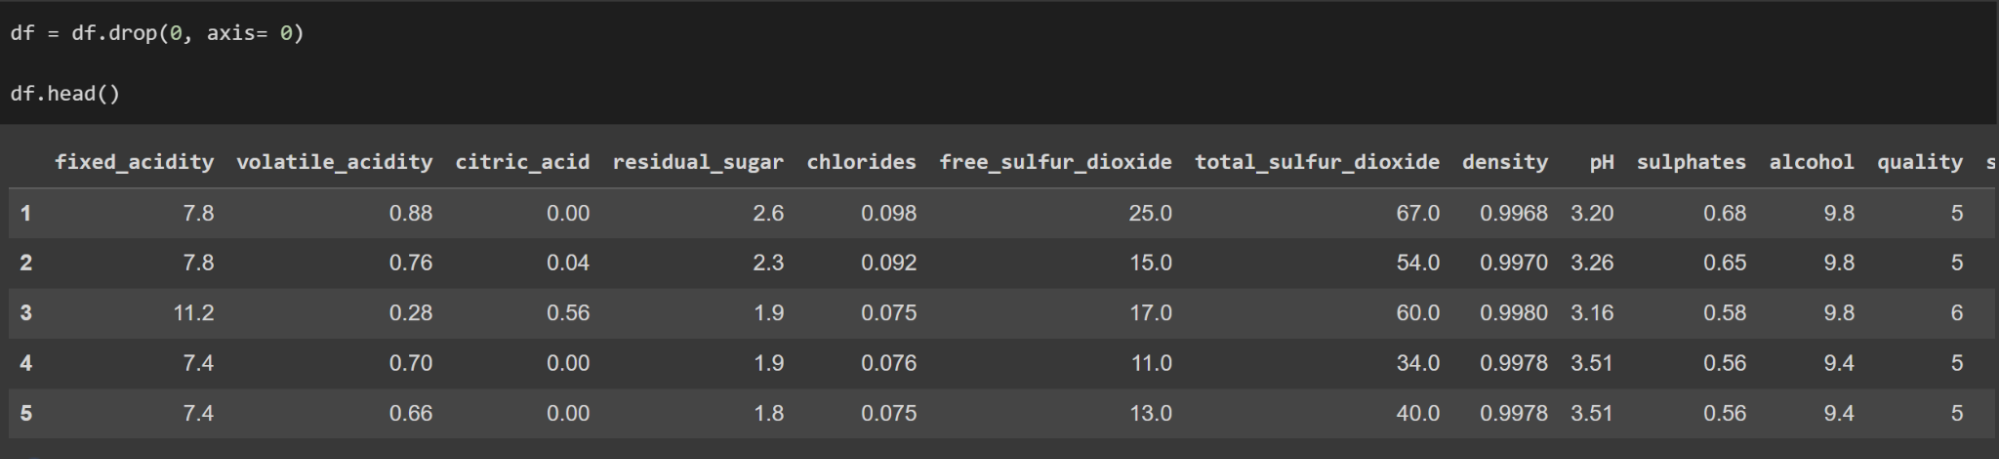 df = df.drop(0, axis= 0)
df.head()
fixed_acidity volatile_acidity citric_acid residual_sugar chlorides free_sulfur_dioxide total_sulfur_dioxide density pH sulphates alcohol quality
1 7.8 0.88 0.00 2.6 0.098 25.0 67.0 0.9968 3.20 0.68 9.8 5
2 7.8 0.76 0.04 2.3 0.092 15.0 54.0 0.9970 3.26 0.65 9.8 5
3 11.2 0.28 0.56 1.9 0.075 17.0 60.0 0.9980 3.16 0.58 9.8 6
4 7.4 0.70 0.00 1.9 0.076 11.0 34.0 0.9978 3.51 0.56 9.4 5
5 7.4 0.66 0.00 1.8 0.075 13.0 40.0 0.9978 3.51 0.56 9.4 5